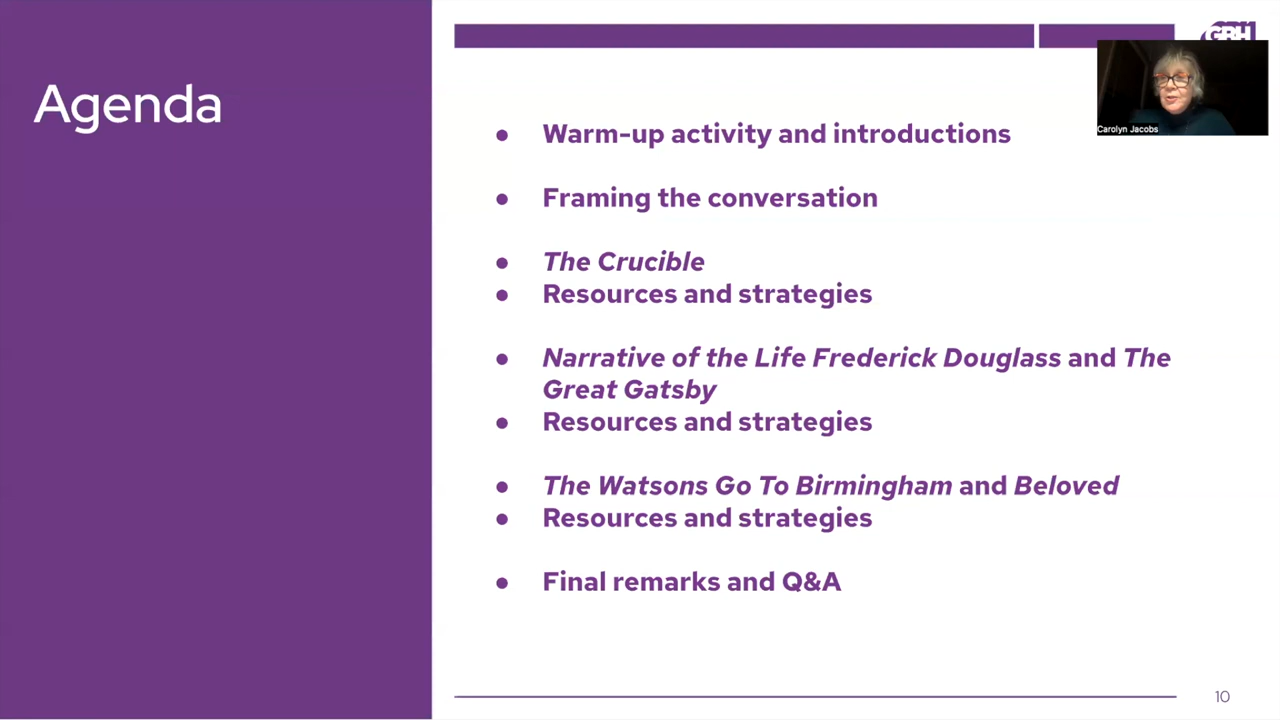 Agenda
GBH
Carolyn Jacobs
● Warm-up activity and introductions
● Framing the conversation
● The Crucible
● Resources and strategies
● Narrative of the Life Frederick Douglass and The
Great Gatsby
● Resources and strategies
● The Watsons Go To Birmingham and Beloved
● Resources and strategies
● Final remarks and Q&A
10